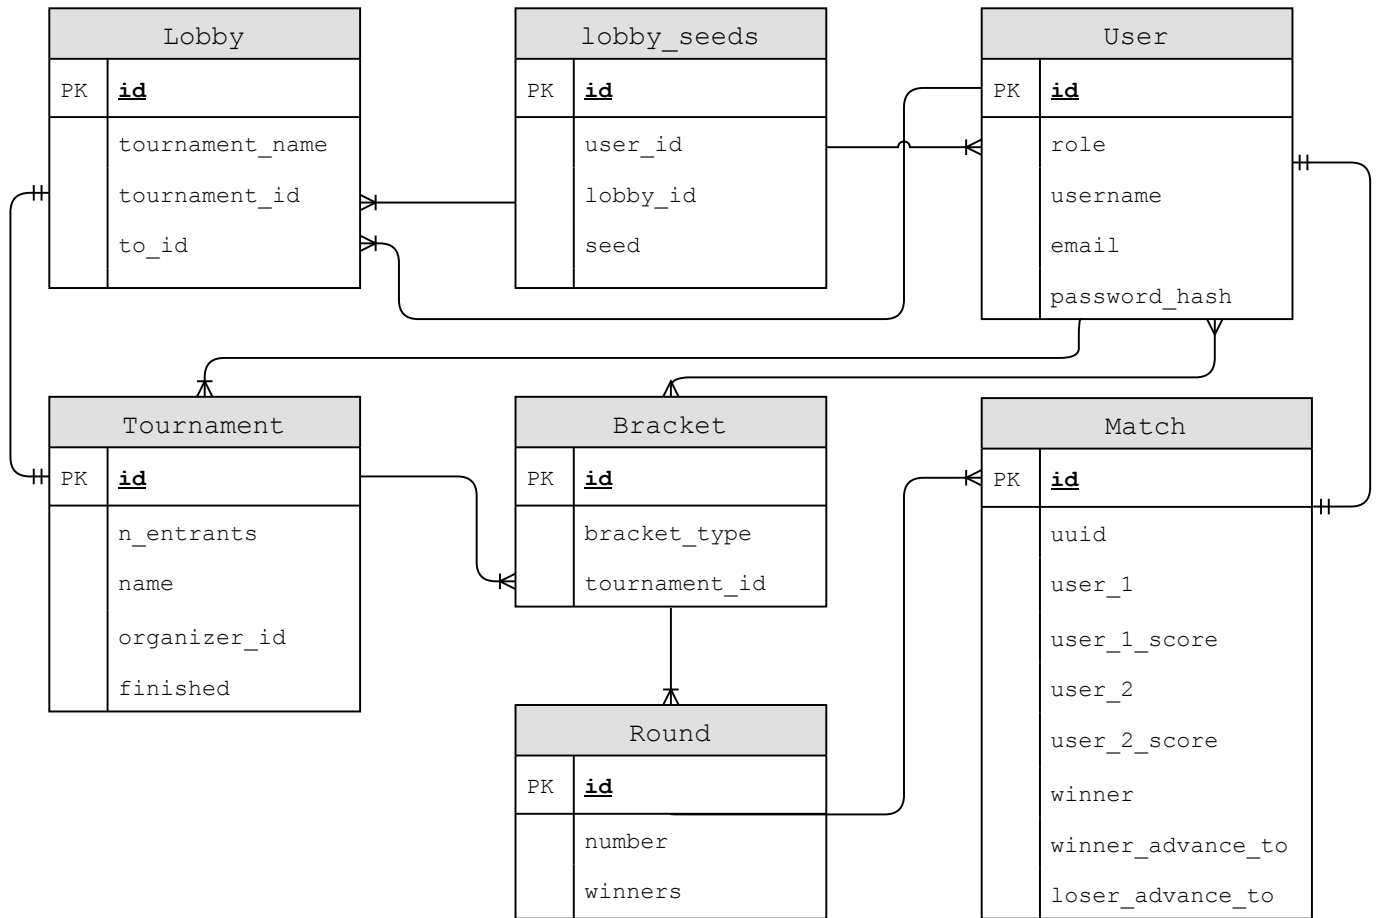 Lobby
PK id
tournament_name
tournament_id
to_id
lobby_seeds
PK id
user_id
lobby_id
seed
User
PK id
role
username
email
password_hash
Tournament
PK id
n_entrants
name
organizer_id
finished
Bracket
PK id
bracket_type
tournament_id
Match
PK id
uuid
user_1
user_1_score
user_2
user_2_score
winner
winner_advance_to
loser_advance_to
Round
PK id
number
winners